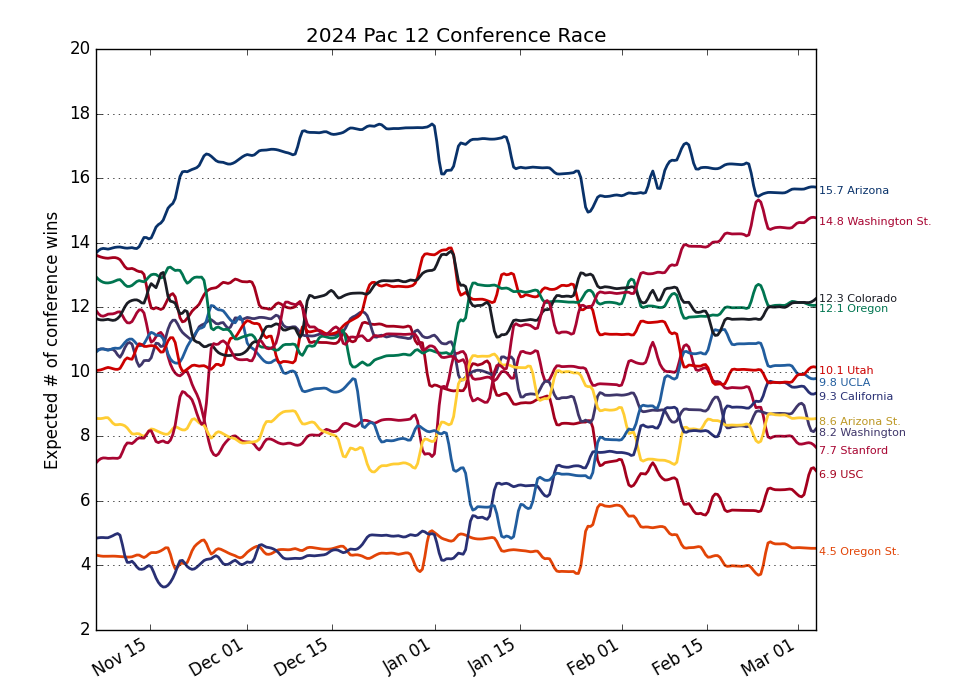 2024 Pac 12 Conference Race
Expected # of conference wins
20
18
16
14
12
10
8
6
4
2
Nov 15
Dec 01
Dec 15
Jan 01
Jan 15
Feb 01
Feb 15
Mar 01
15.7 Arizona
14.8 Washington St.
12.3 Colorado
12.1 Oregon
10.1 Utah
9.8 UCLA
9.3 California
8.6 Arizona St.
8.2 Washington
7.7 Stanford
6.9 USC
4.5 Oregon St.